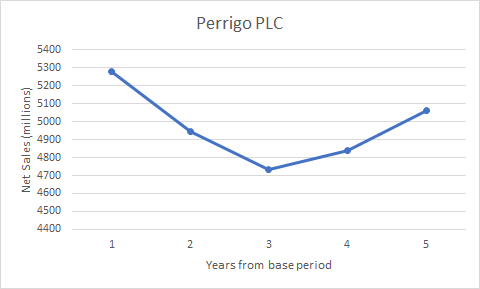 Perrigo PLC
Net Sales (millions)
5400
5300
5200
5100
5000
4900
4800
4700
4600
4500
4400
1 2 3 4 5
Years from base period